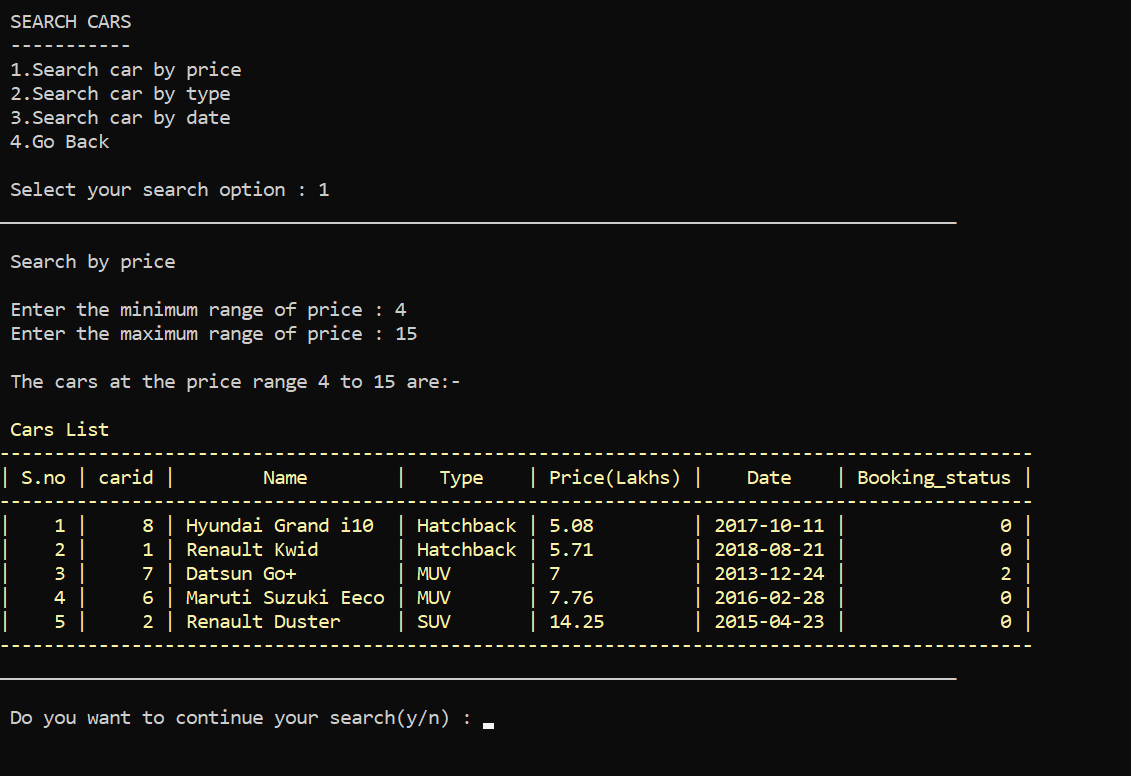 SEARCH CARS
-----------
1.Search car by price
2.Search car by type
3.Search car by date
4.Go Back
Select your search option : 1
Search by price
Enter the minimum range of price : 4
Enter the maximum range of price : 15
The cars at the price range 4 to 15 are:-
Cars List
| S.no | carid |        Name        |   Type    | Price(Lakhs) |    Date    | Booking_status |
|    1 |     8 | Hyundai Grand i10  | Hatchback | 5.08         | 2017-10-11 |              0 |
|    2 |     1 | Renault Kwid       | Hatchback | 5.71         | 2018-08-21 |              0 |
|    3 |     7 | Datsun Go+         | MUV       | 7            | 2013-12-24 |              2 |
|    4 |     6 | Maruti Suzuki Eeco | MUV       | 7.76         | 2016-02-28 |              0 |
|    5 |     2 | Renault Duster     | SUV       | 14.25        | 2015-04-23 |              0 |
Do you want to continue your search(y/n) :